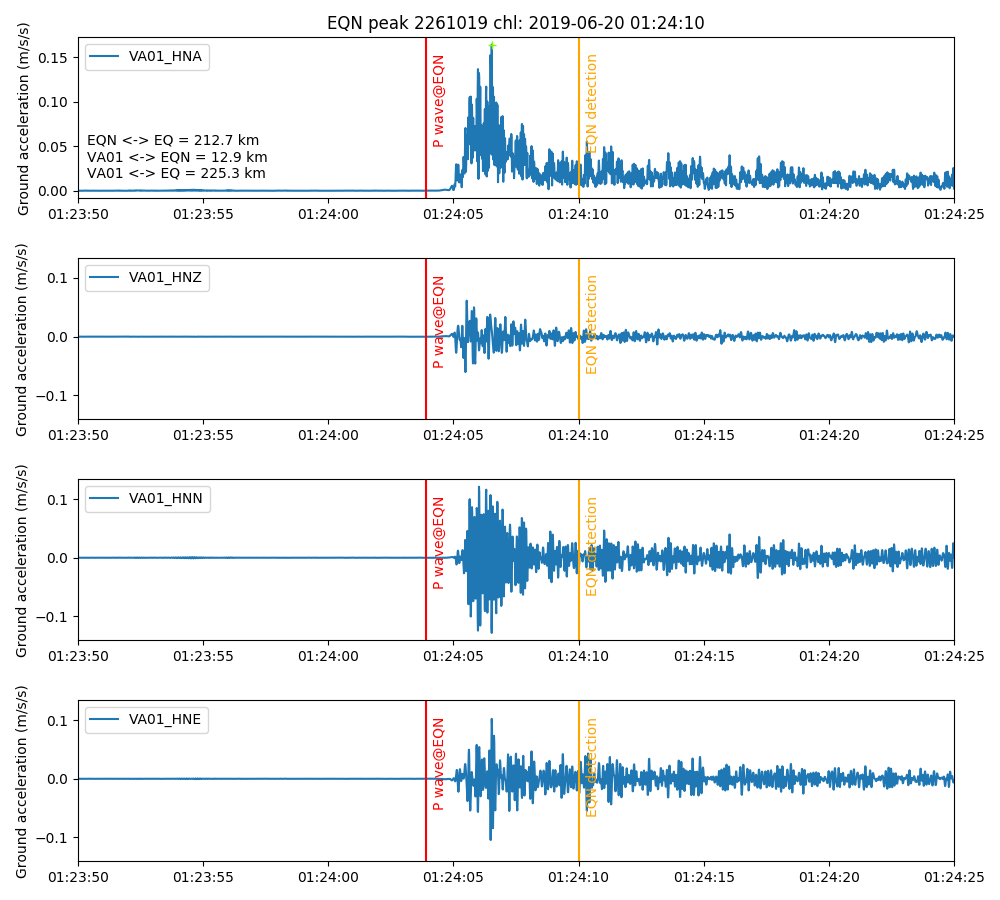 EQN peak 2261019 chl: 2019-06-20 01:24:10
Ground acceleration (m/s/s)
0.15
0.10
0.05
0.00
VA01_HNA
EQN <-> EQ = 212.7 km
VA01 <-> EQN = 12.9 km
VA01 <-> EQ = 225.3 km
P wave@EQN
EQN detection
01:23:50 01:23:55 01:24:00 01:24:05 01:24:10 01:24:15 01:24:20 01:24:25
Ground acceleration (m/s/s)
0.1
0.0
−0.1
VA01_HNZ
P wave@EQN
EQN detection
01:23:50 01:23:55 01:24:00 01:24:05 01:24:10 01:24:15 01:24:20 01:24:25
Ground acceleration (m/s/s)
0.1
0.0
−0.1
VA01_HNN
P wave@EQN
EQN detection
01:23:50 01:23:55 01:24:00 01:24:05 01:24:10 01:24:15 01:24:20 01:24:25
Ground acceleration (m/s/s)
0.1
0.0
−0.1
VA01_HNE
P wave@EQN
EQN detection
01:23:50 01:23:55 01:24:00 01:24:05 01:24:10 01:24:15 01:24:20 01:24:25